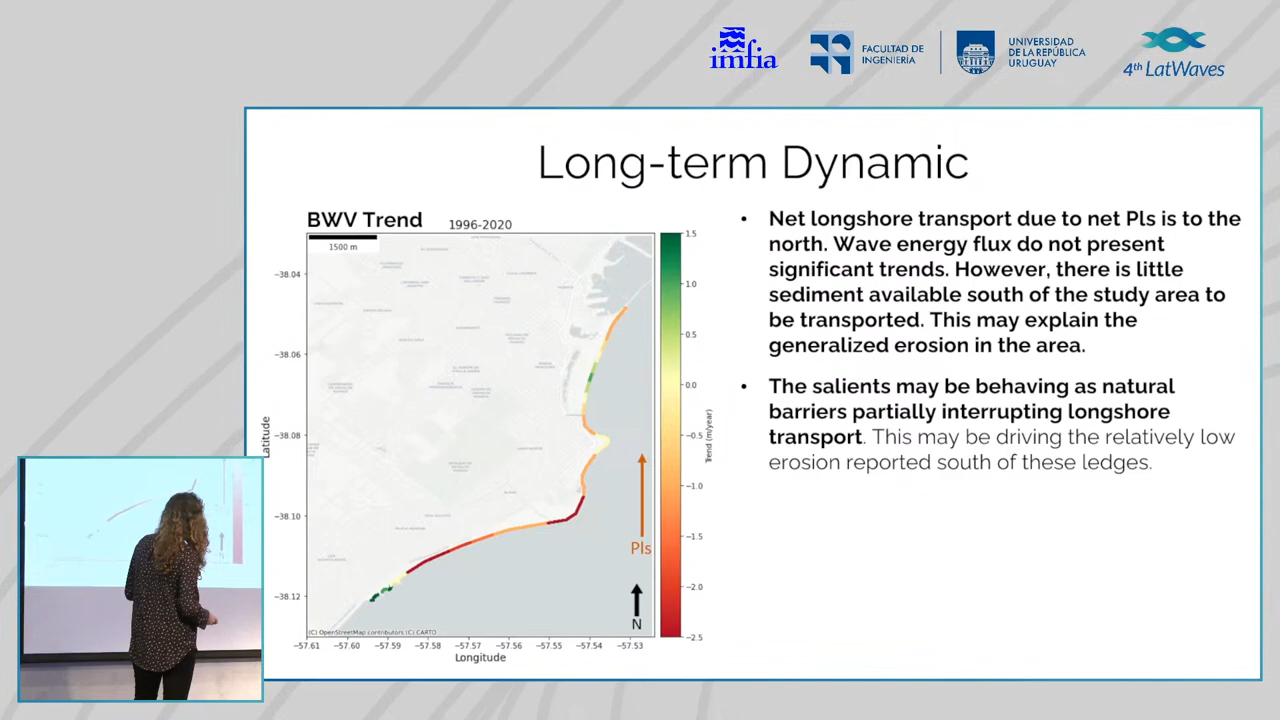 imfia
FACULTAD DE
INGENIERÍA
UNIVERSIDAD
DE LA REPÚBLICA
URUGUAY
4th LatWaves
Long-term Dynamic
BWV Trend
1996-2020
1500 m
−38.04
−38.06
−38.08
−38.10
−38.12
Latitude
−57.61
−57.60
−57.59
−57.58
−57.57
−57.56
−57.55
−57.54
−57.53
Longitude
1.5
1.0
0.5
0.0
−0.5
−1.0
−1.5
−2.0
−2.5
Trend (m/year)
Pls
N
(C) OpenStreetMap contributors (C) CARTO
• Net longshore transport due to net Pls is to the
north. Wave energy flux do not present
significant trends. However, there is little
sediment available south of the study area to
be transported. This may explain the
generalized erosion in the area.
• The salients may be behaving as natural
barriers partially interrupting longshore
transport. This may be driving the relatively low
erosion reported south of these ledges.